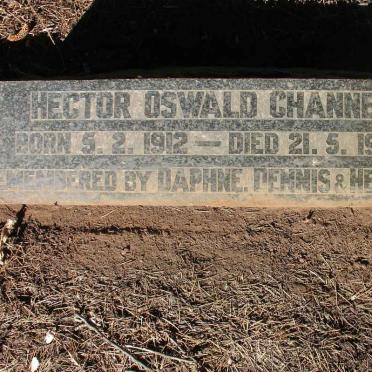 HECTOR OSWALD CHANNE
BORN 5. 2. 1912 — DIED 21. 5. 19
MEMBERED BY DAPHNE, DENNIS & HE